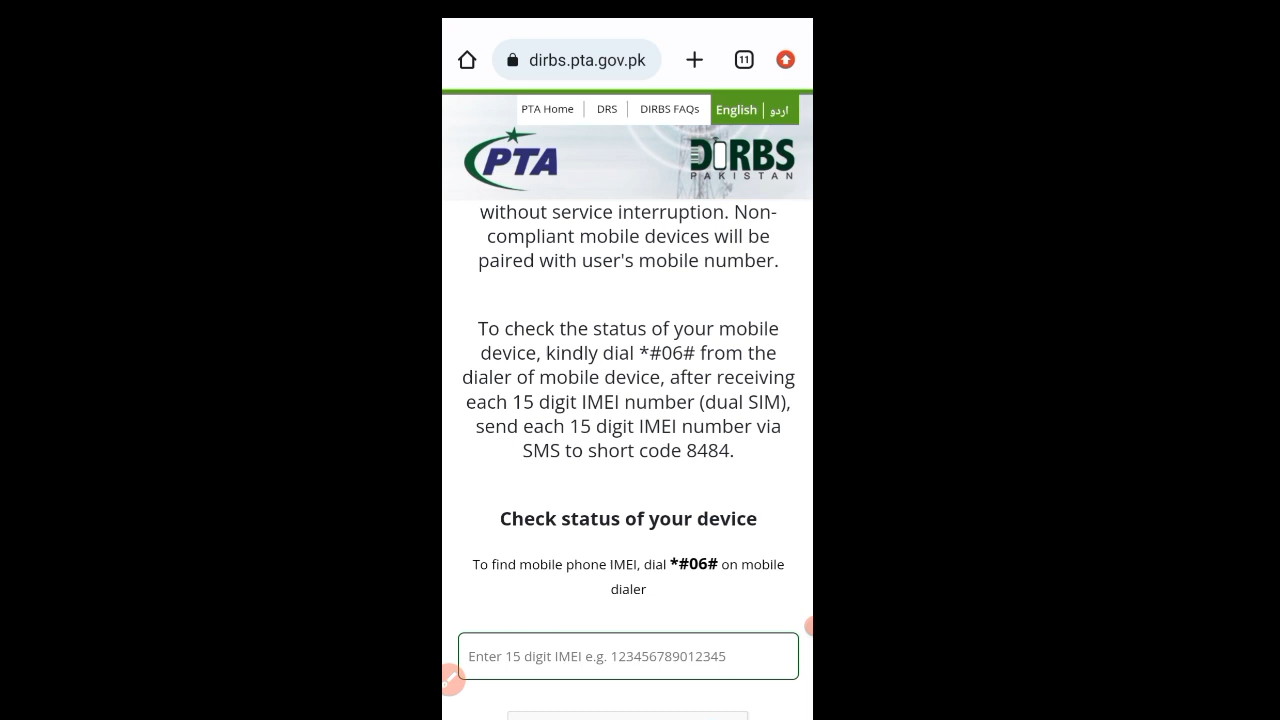 dirbs.pta.gov.pk
11
PTA Home DRS DIRBS FAQs English اردو
PTA
DIRBS
PAKISTAN
without service interruption. Non-
compliant mobile devices will be
paired with user's mobile number.
To check the status of your mobile
device, kindly dial *#06# from the
dialer of mobile device, after receiving
each 15 digit IMEI number (dual SIM),
send each 15 digit IMEI number via
SMS to short code 8484.
Check status of your device
To find mobile phone IMEI, dial *#06# on mobile
dialer
Enter 15 digit IMEI e.g. 123456789012345